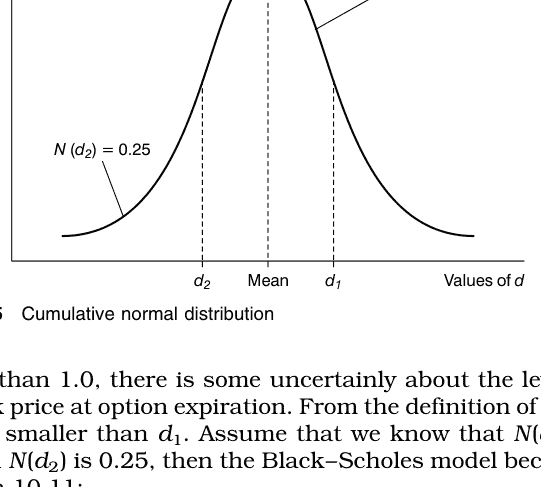 N (d2) = 0.25
d2 Mean d1 Values of d
Cumulative normal distribution
than 1.0, there is some uncertainly about the
price at option expiration. From the definition of
smaller than d1. Assume that we know that
N(d2) is 0.25, then the Black–Scholes model
10.11: